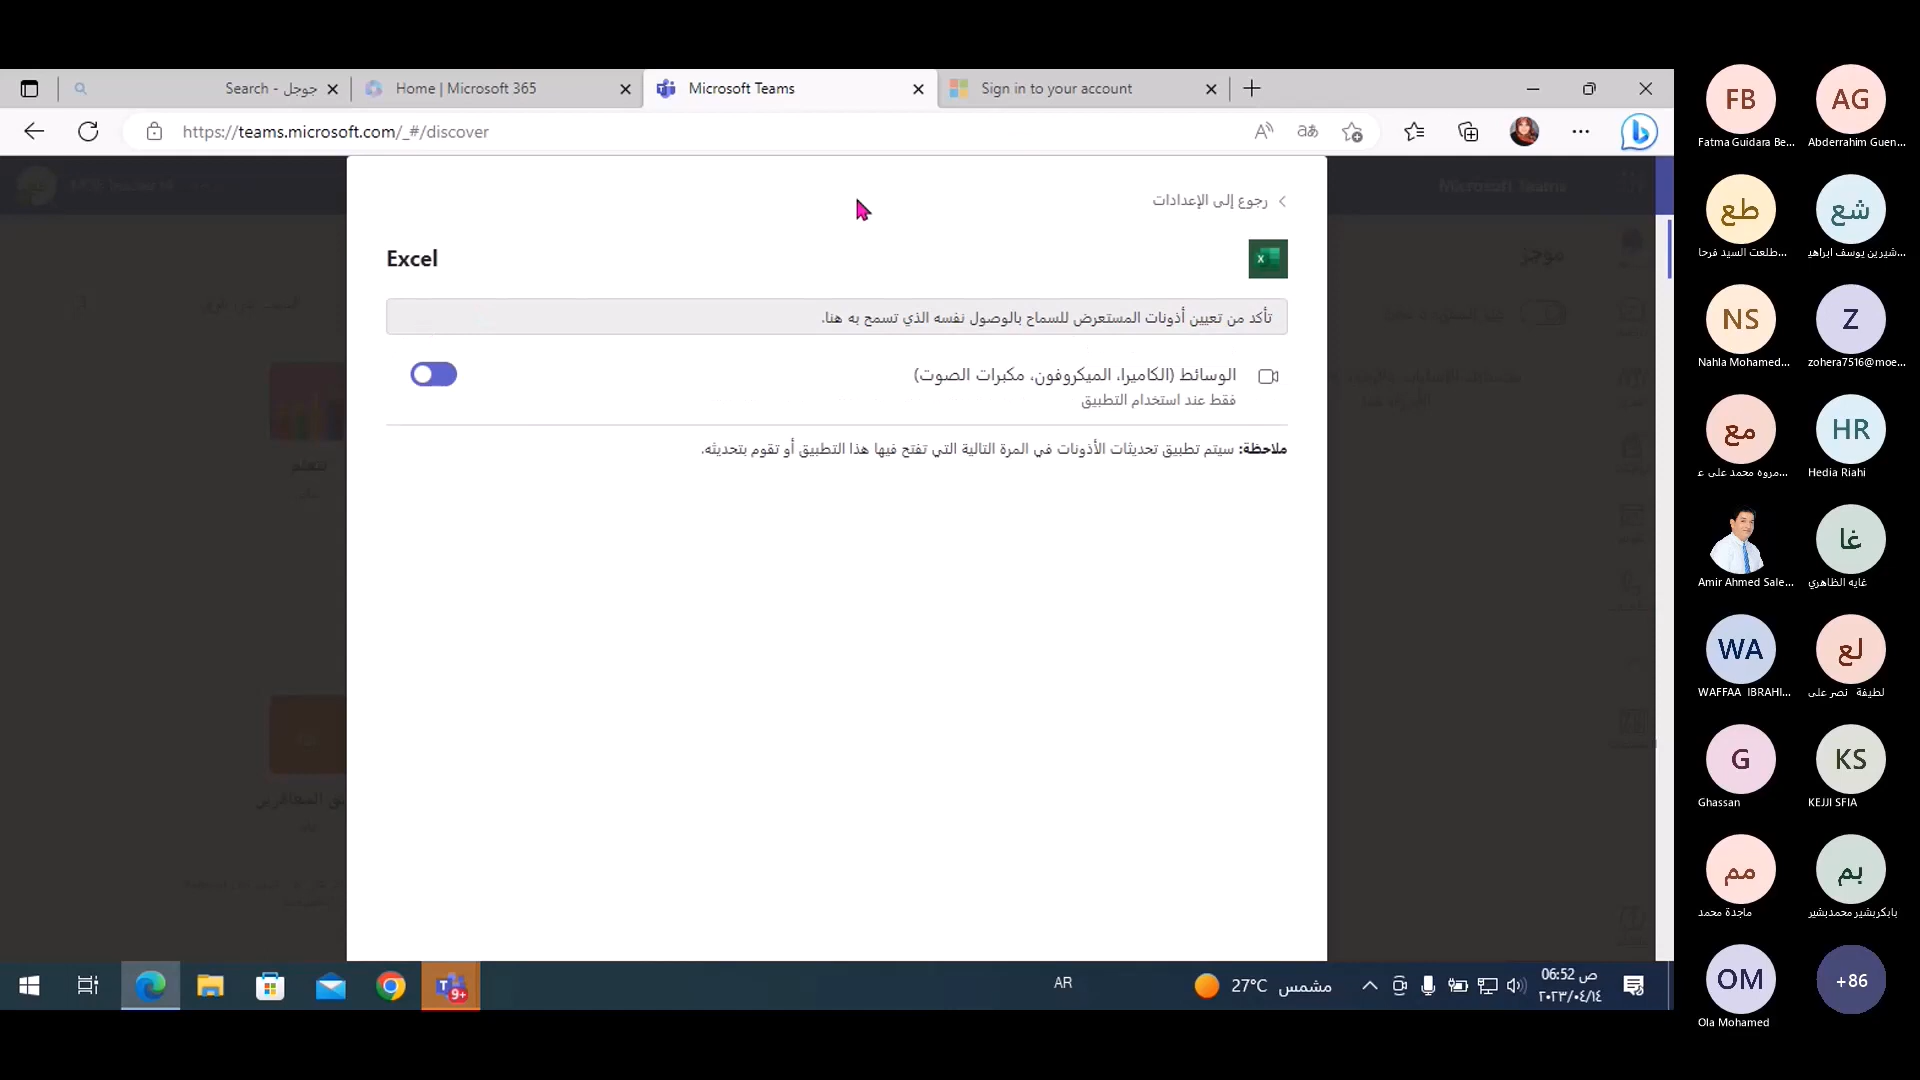 Search - جوجل
Home | Microsoft 365
Microsoft Teams
Sign in to your account
https://teams.microsoft.com/_#/discover
Microsoft Teams
رجوع إلى الإعدادات
Excel
موجز
تأكد من تعيين أذونات المستعرض للسماح بالوصول نفسه الذي تسمح به هنا.
الوسائط (الكاميرا، الميكروفون، مكبرات الصوت)
فقط عند استخدام التطبيق
ملاحظة: سيتم تطبيق تحديثات الأذونات في المرة التالية التي تفتح فيها هذا التطبيق أو تقوم بتحديثه.
AR
27°C مشمس
06:52 ص
٢٠٢٣/٠٤/١٤
9+
FB
Fatma Guidara Be...
AG
Abderrahim Guen...
طع
طلعت السيد فرحا...
شع
شيرين يوسف ابراهي...
NS
Nahla Mohamed...
Z
zohera7516@moe...
مع
مروه محمد على ع...
HR
Hedia Riahi
Amir Ahmed Sale...
غا
غايه الظاهري
WA
WAFFAA IBRAHI...
لع
لطيفة نصر على
G
Ghassan
KS
KEJJI SFIA
مم
ماجدة محمد
بم
بابكربشير محمدبشير
OM
Ola Mohamed
+86